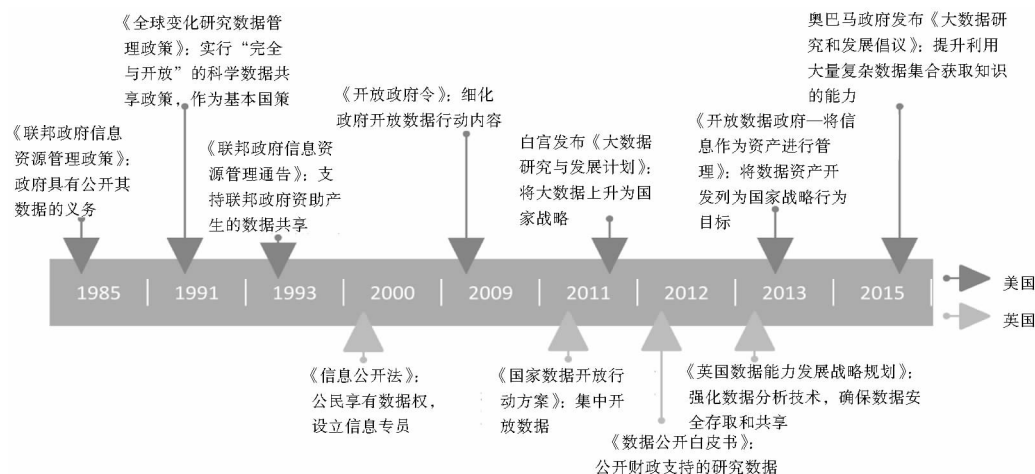 《全球变化研究数据管
理政策》：实行“完全
与开放”的科学数据共
享政策，作为基本国策
奥巴马政府发布《大数据研
究和发展倡议》：提升利用
大量复杂数据集合获取知识
的能力
《联邦政府信息
资源管理政策》：
政府具有公开其
数据的义务
《联邦政府信息资
源管理通告》：支
持联邦政府资助产
生的数据共享
《开放政府令》：细化
政府开放数据行动内容
白宫发布《大数据
研究与发展计划》：
将大数据上升为国
家战略
《开放数据政府—将信
息作为资产进行管
理》：将数据资产开
发列为国家战略行为
目标
1985
1991
1993
2000
2009
2011
2012
2013
2015
美国
英国
《信息公开法》：
公民享有数据权，
设立信息专员
《国家数据开放行
动方案》：集中开
放数据
《数据公开白皮书》：
公开财政支持的研究数据
《英国数据能力发展战略规划》：
强化数据分析技术，确保数据安
全存取和共享